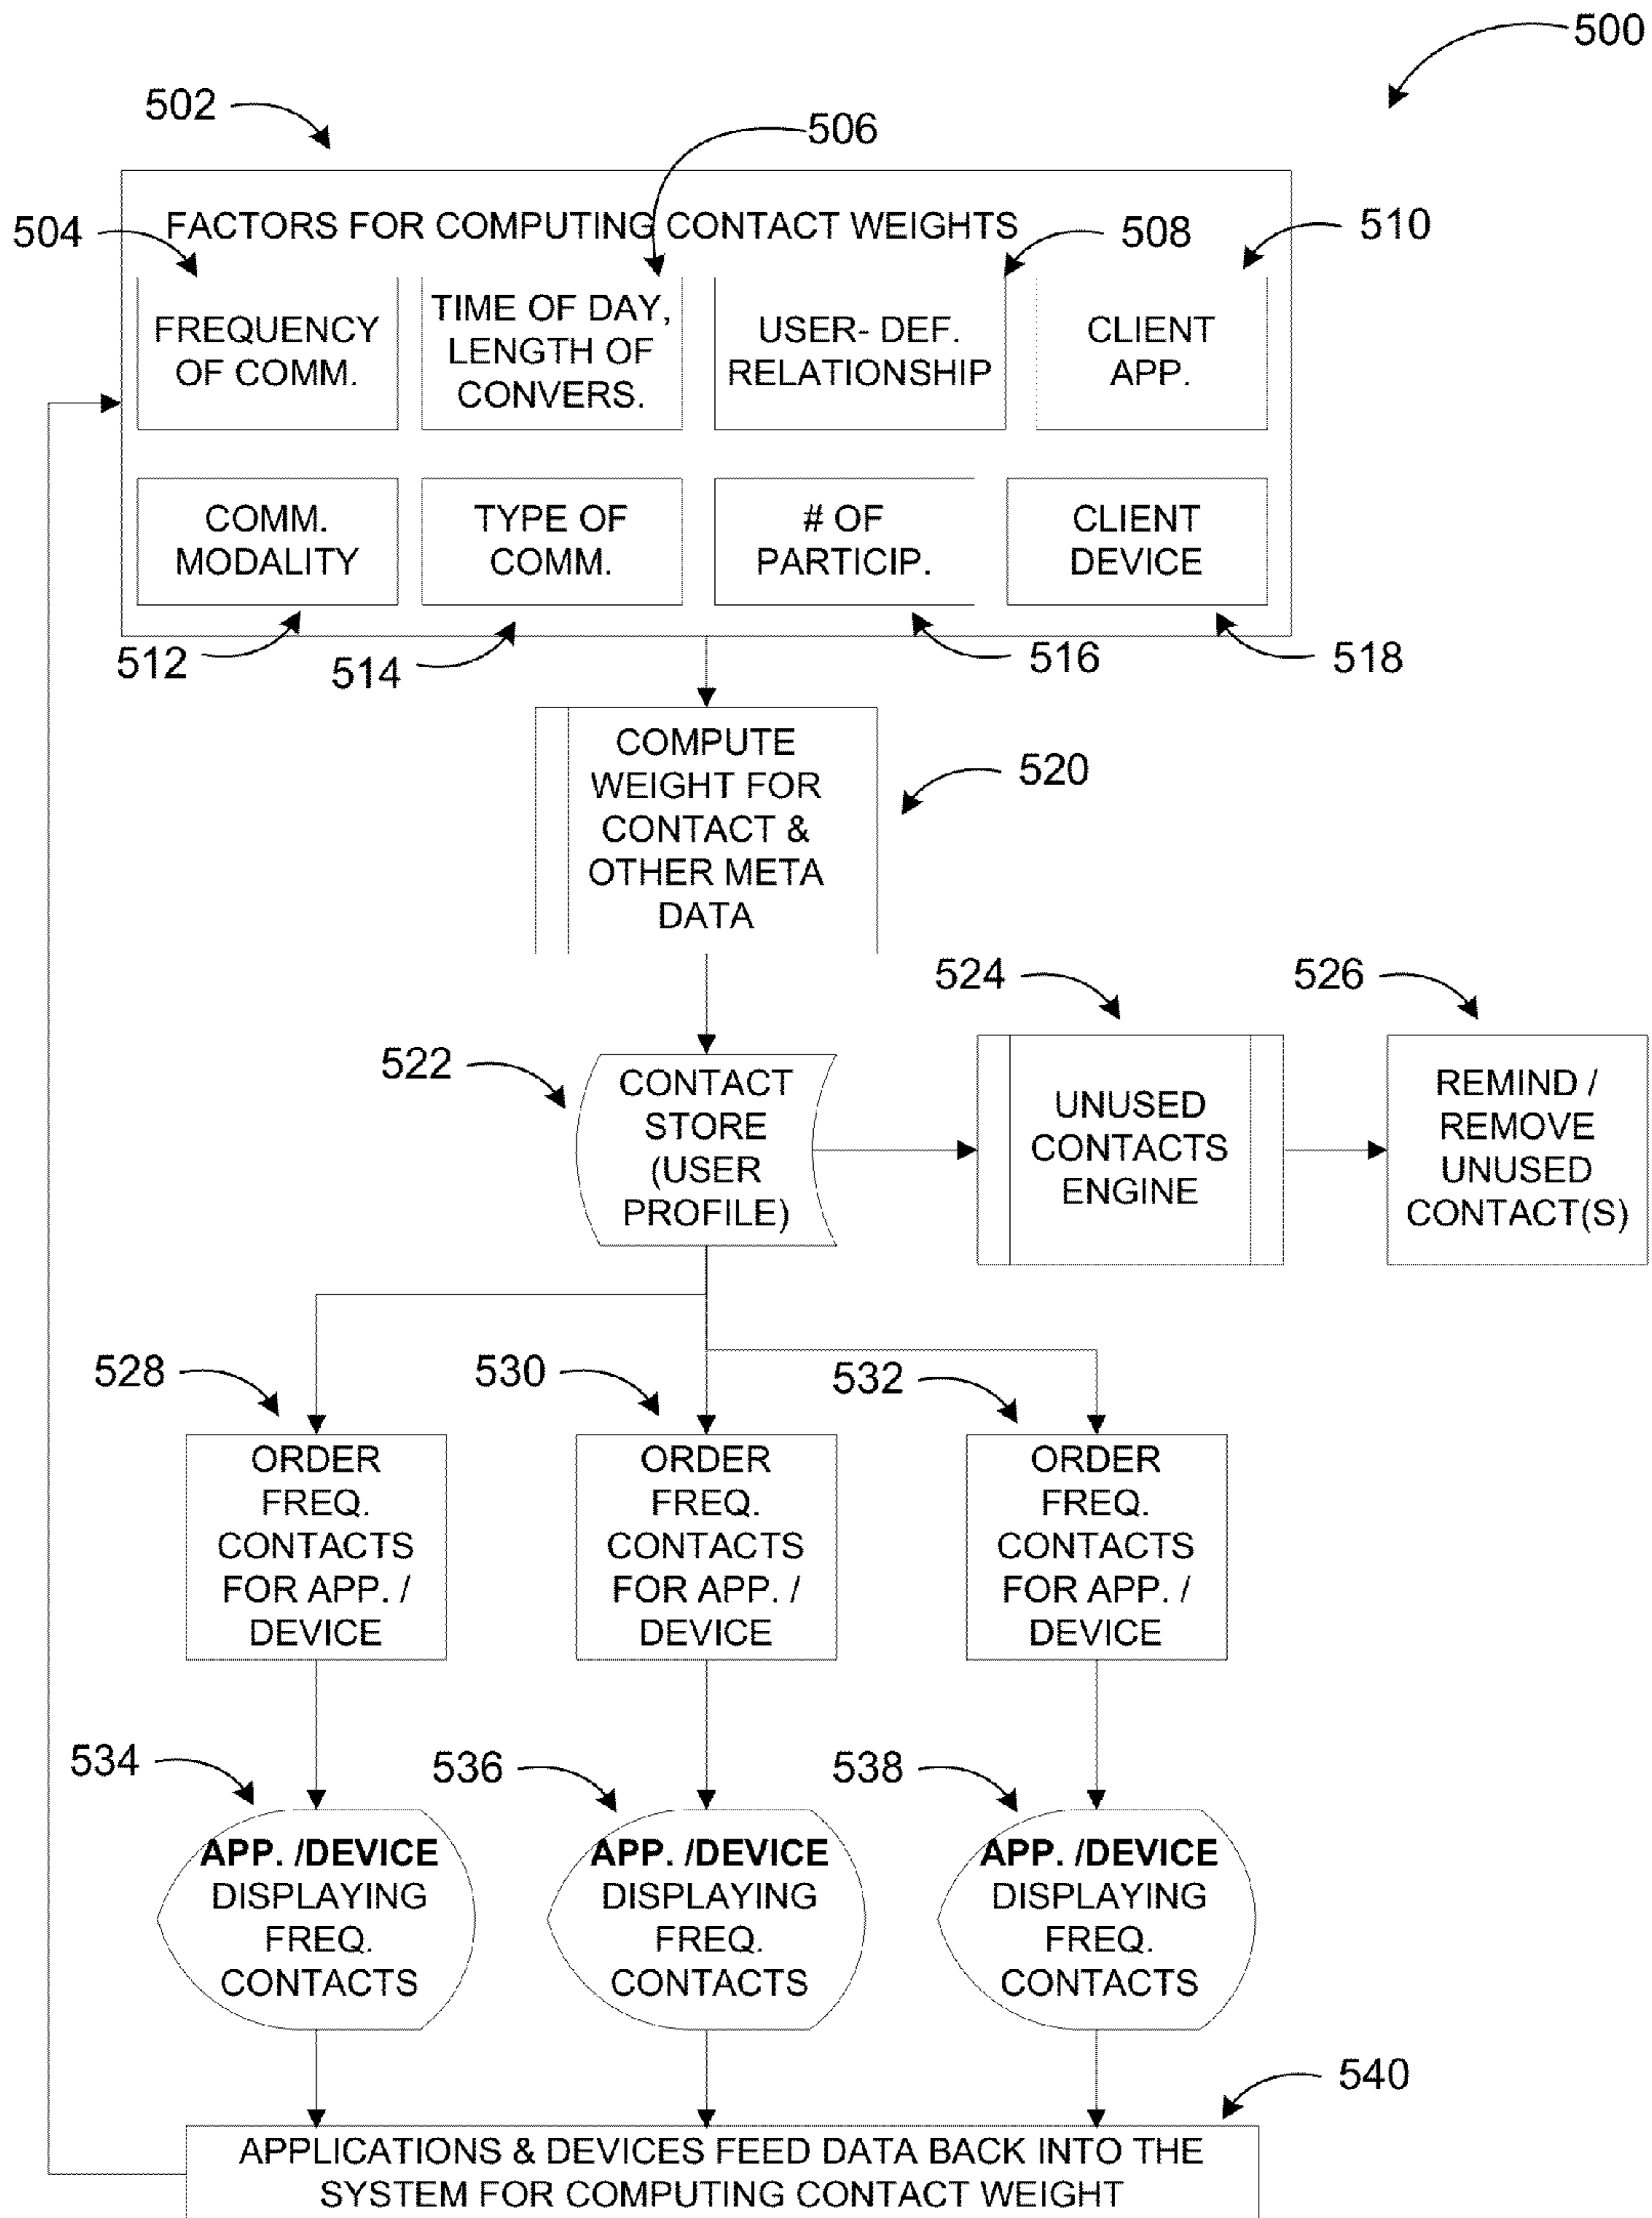 500
502
506
FACTORS FOR COMPUTING CONTACT WEIGHTS
504
508
510
FREQUENCY
OF COMM.
TIME OF DAY,
LENGTH OF
CONVERS.
USER- DEF.
RELATIONSHIP
CLIENT
APP.
COMM.
MODALITY
TYPE OF
COMM.
# OF
PARTICIP.
CLIENT
DEVICE
512
514
516
518
COMPUTE
WEIGHT FOR
CONTACT &
OTHER META
DATA
520
522
CONTACT
STORE
(USER
PROFILE)
524
UNUSED
CONTACTS
ENGINE
526
REMIND /
REMOVE
UNUSED
CONTACT(S)
528
ORDER
FREQ.
CONTACTS
FOR APP. /
DEVICE
530
ORDER
FREQ.
CONTACTS
FOR APP. /
DEVICE
532
ORDER
FREQ.
CONTACTS
FOR APP. /
DEVICE
534
APP. /DEVICE
DISPLAYING
FREQ.
CONTACTS
536
APP. /DEVICE
DISPLAYING
FREQ.
CONTACTS
538
APP. /DEVICE
DISPLAYING
FREQ.
CONTACTS
540
APPLICATIONS & DEVICES FEED DATA BACK INTO THE
SYSTEM FOR COMPUTING CONTACT WEIGHT